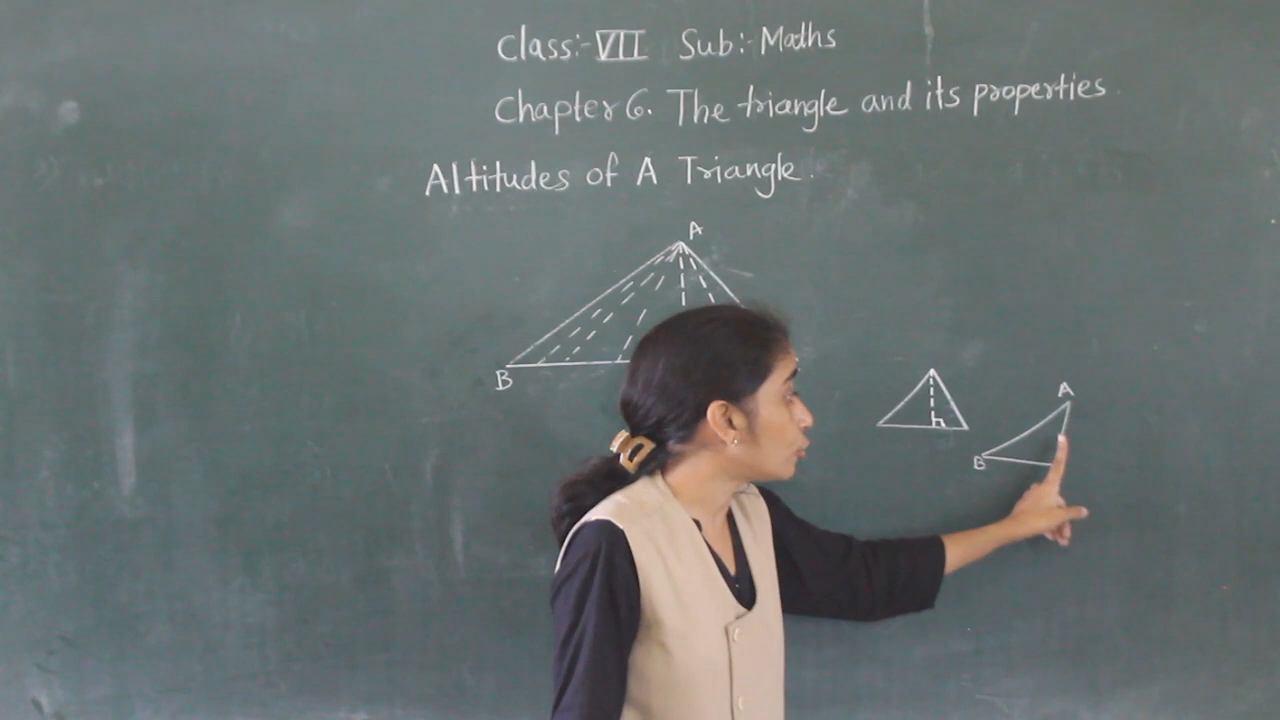 Class:- VII Sub:- Maths
Chapter 6. The triangle and its properties
Altitudes of A Triangle.
A
B
A
B